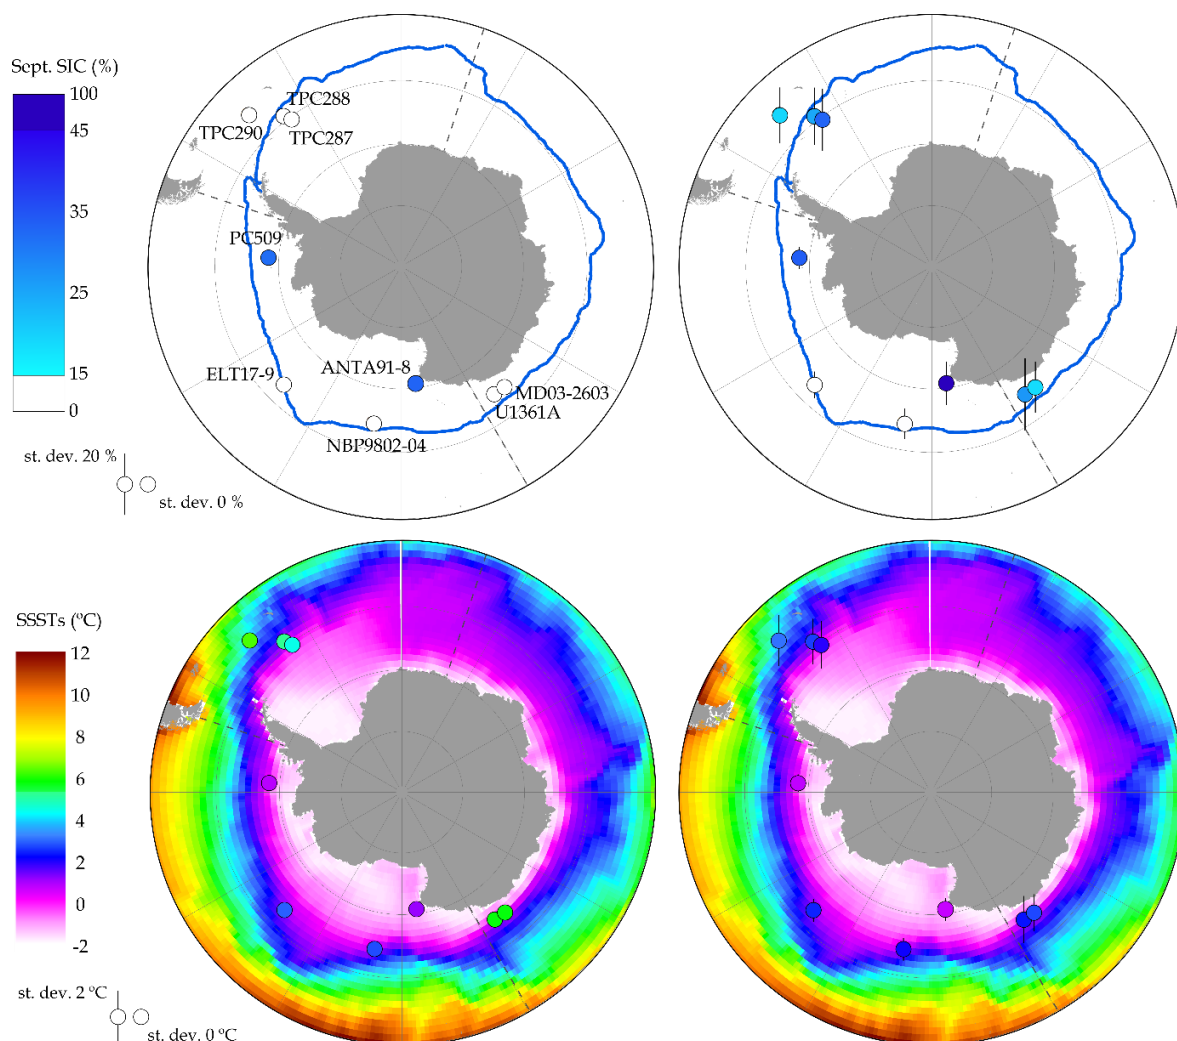 Sept. SIC (%)
100
45
35
25
15
0
st. dev. 20 %
st. dev. 0 %
TPC288
TPC290
TPC287
PC509
ELT17-9
ANTA91-8
MD03-2603
U1361A
NBP9802-04
SSSTs (ºC)
12
10
8
6
4
2
0
-2
st. dev. 2 ºC
st. dev. 0 ºC